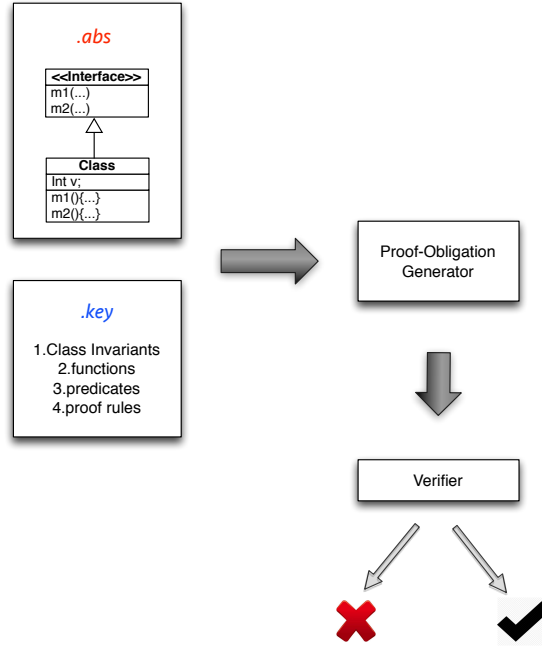 .abs
<<Interface>>
m1(...)
m2(...)
Class
Int v;
m1(){...}
m2(){...}
.key
1.Class Invariants
2.functions
3.predicates
4.proof rules
Proof-Obligation
Generator
Verifier